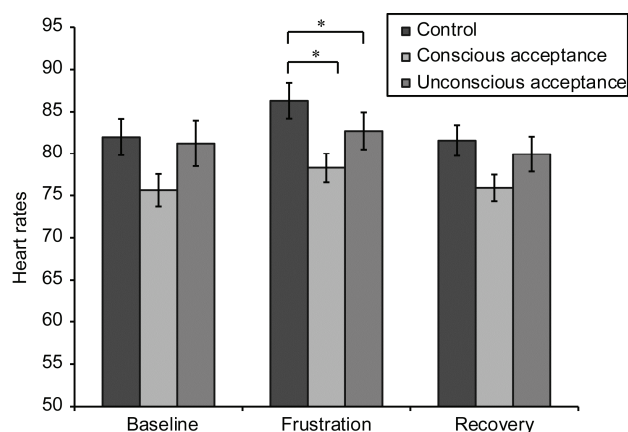 95
90
85
80
75
70
65
60
55
50
Heart rates
*
*
Control
Conscious acceptance
Unconscious acceptance
Baseline
Frustration
Recovery